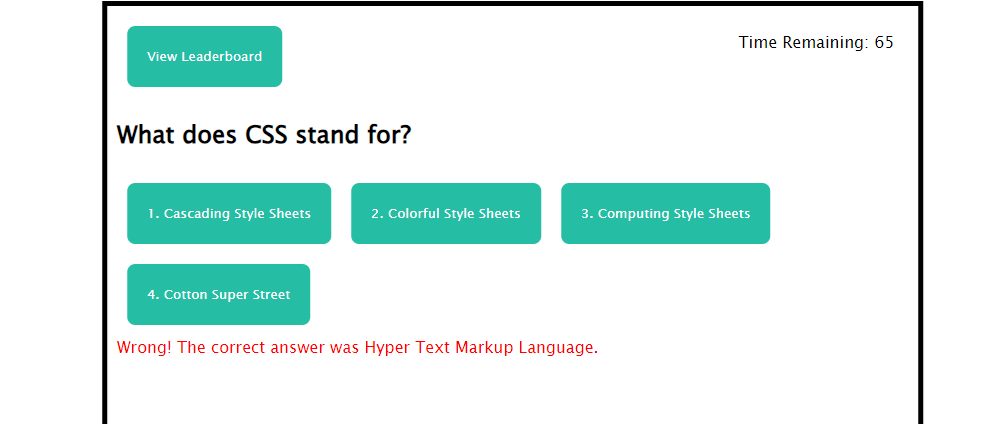 View Leaderboard
Time Remaining: 65
What does CSS stand for?
1. Cascading Style Sheets
2. Colorful Style Sheets
3. Computing Style Sheets
4. Cotton Super Street
Wrong! The correct answer was Hyper Text Markup Language.